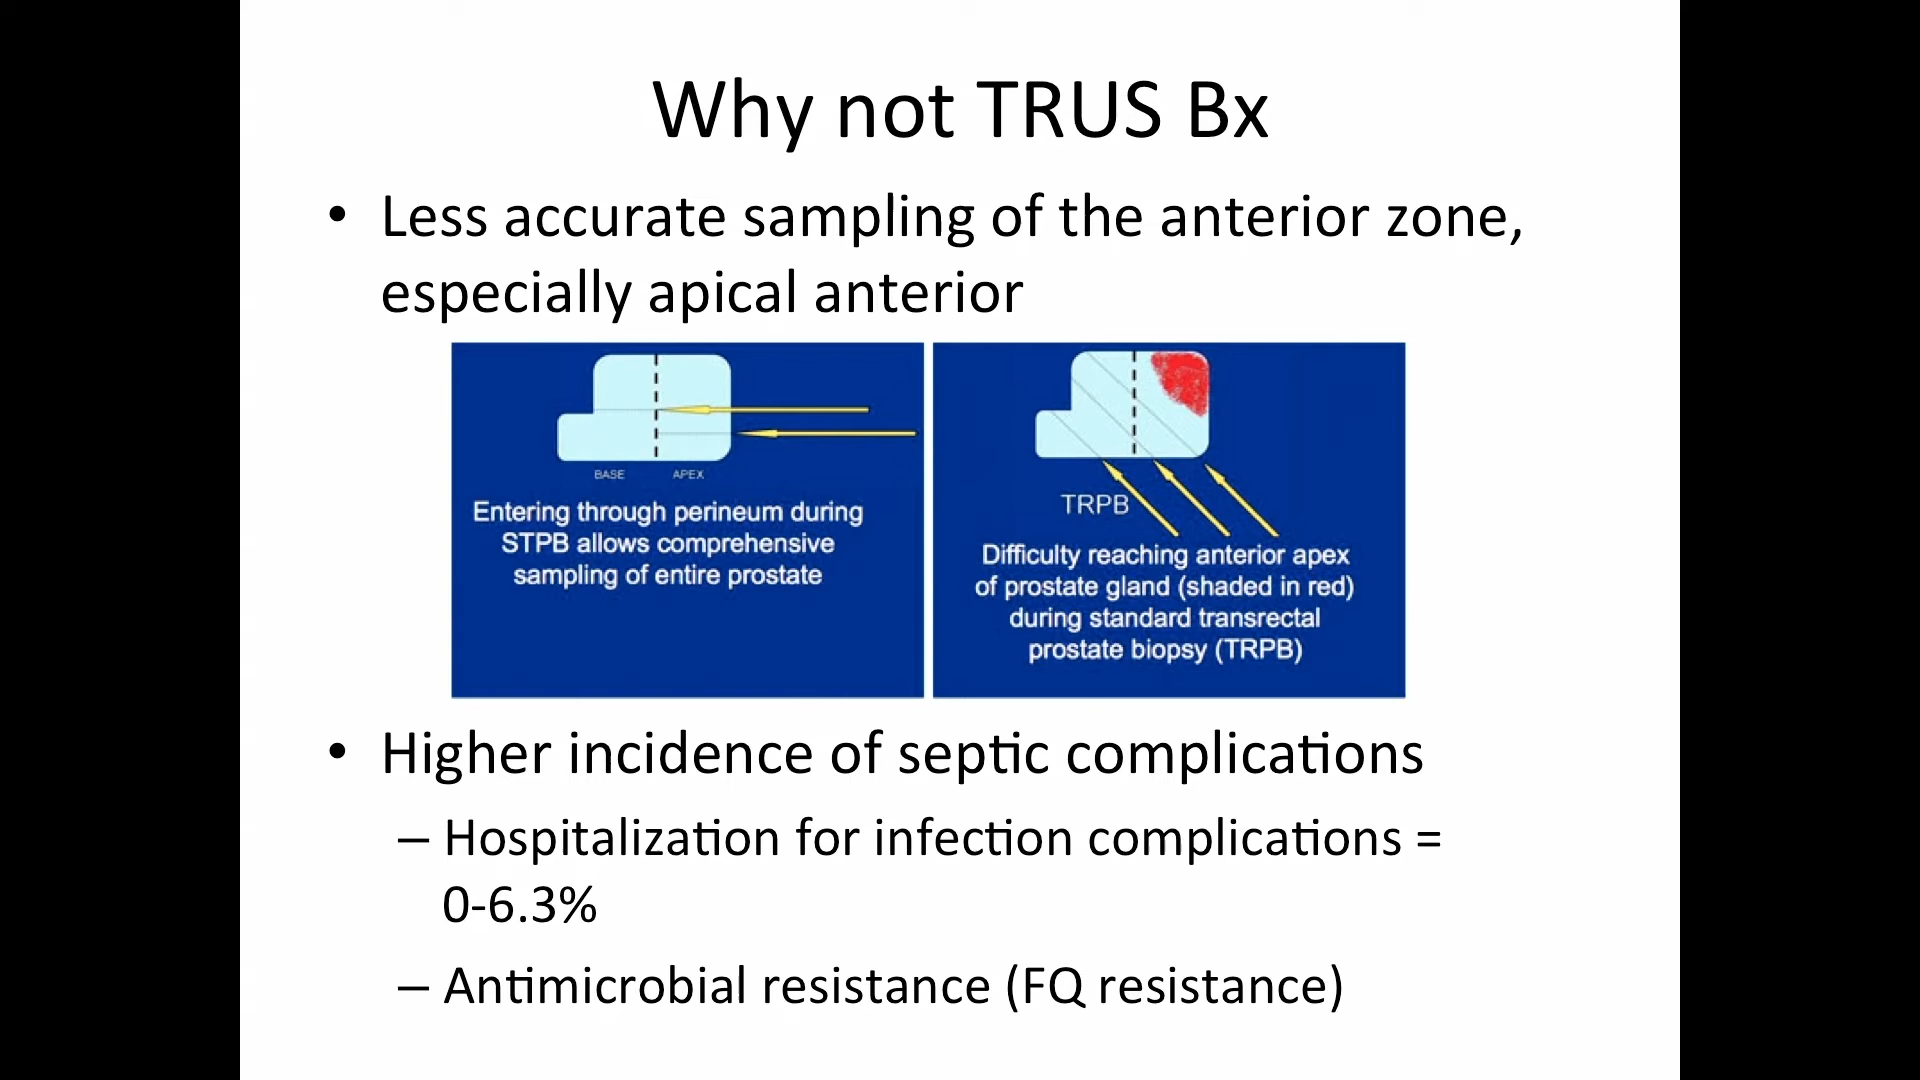 Why not TRUS Bx
• Less accurate sampling of the anterior zone,
especially apical anterior
BASE APEX
Entering through perineum during
STPB allows comprehensive
sampling of entire prostate
TRPB
Difficulty reaching anterior apex
of prostate gland (shaded in red)
during standard transrectal
prostate biopsy (TRPB)
• Higher incidence of septic complications
– Hospitalization for infection complications =
0-6.3%
– Antimicrobial resistance (FQ resistance)